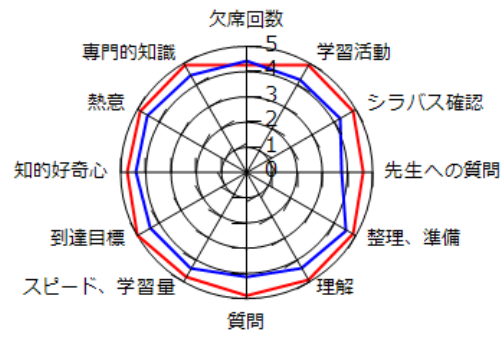 欠席回数
学習活動
シラバス確認
先生への質問
整理、準備
理解
質問
スピード、学習量
到達目標
知的好奇心
熱意
専門的知識
5
4
3
2
1
0